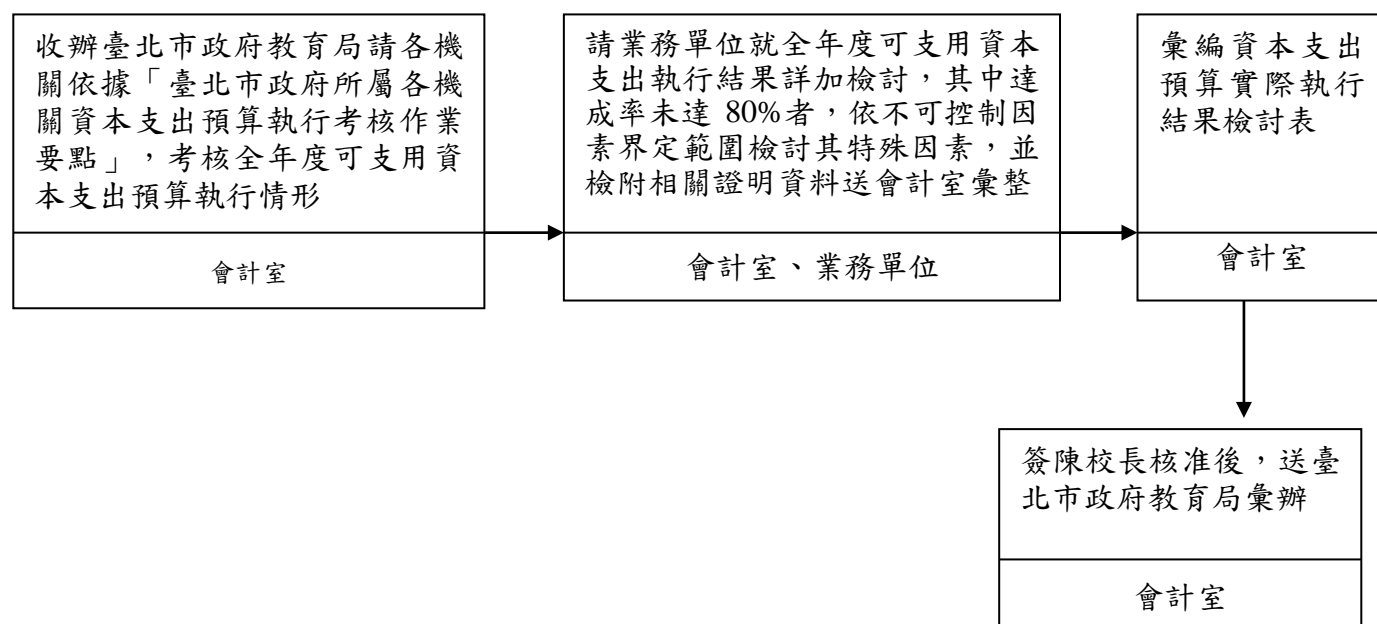 收辦臺北市政府教育局請各機
關依據「臺北市政府所屬各機
關資本支出預算執行考核作業
要點」，考核全年度可支用資
本支出預算執行情形
會計室
請業務單位就全年度可支用資本
支出執行結果詳加檢討，其中達
成率未達 80%者，依不可控制因
素界定範圍檢討其特殊因素，並
檢附相關證明資料送會計室彙整
會計室、業務單位
彙編資本支出
預算實際執行
結果檢討表
會計室
簽陳校長核准後，送臺
北市政府教育局彙辦
會計室